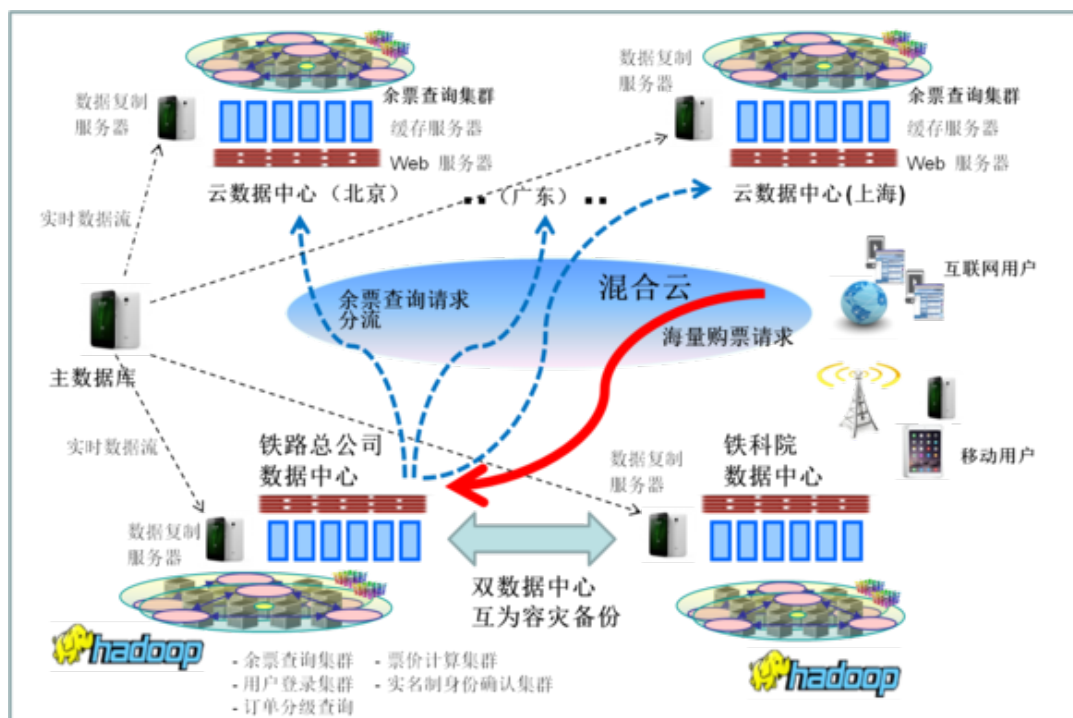 数据复制
服务器
余票查询集群
缓存服务器
Web 服务器
云数据中心（北京）
数据复制
服务器
余票查询集群
缓存服务器
Web 服务器
云数据中心(上海)
（广东）
实时数据流
混合云
余票查询请求
分流
海量购票请求
互联网用户
主数据库
移动用户
实时数据流
铁路总公司
数据中心
数据复制
服务器
铁科院
数据中心
数据复制
服务器
双数据中心
互为容灾备份
hadoop
- 余票查询集群
- 用户登录集群
- 订单分级查询
- 票价计算集群
- 实名制身份确认集群
hadoop